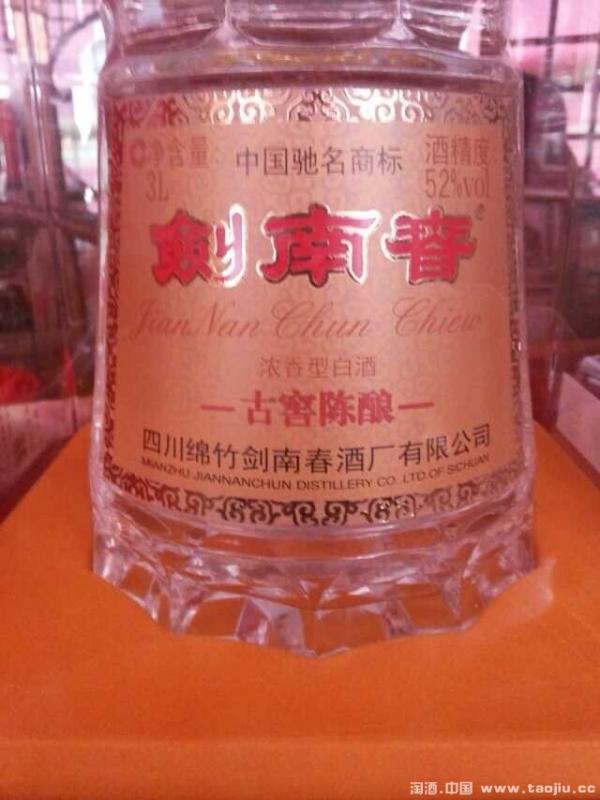 净含量
3L
中国驰名商标
酒精度
52%vol
剑南春®
JianNan Chun Chiew
浓香型白酒
古窖陈酿
四川绵竹剑南春酒厂有限公司
MIANZHU JIANNANCHUN DISTILLERY CO. LTD. OF SICHUAN
淘酒.中国 www.taojiu.cc